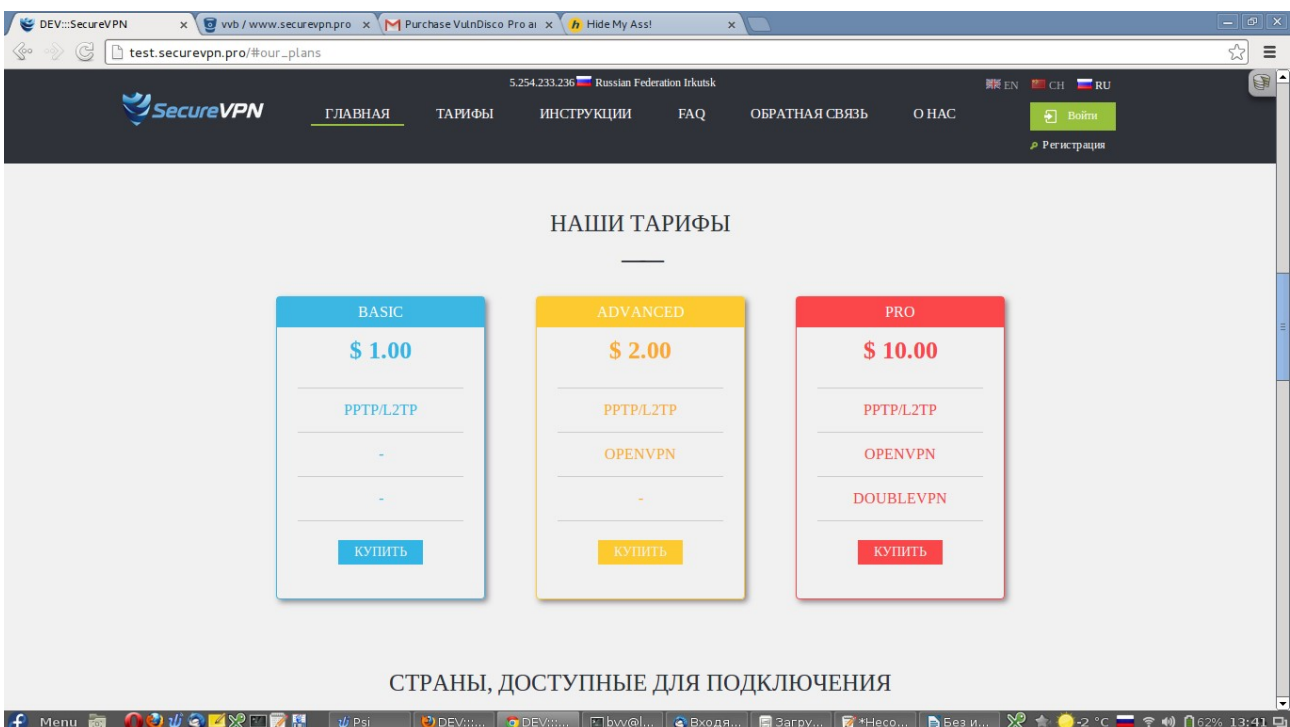 DEV:::SecureVPN
vvb / www.securevpn.pro
Purchase VulnDisco Pro ai
Hide My Ass!
test.securevpn.pro/#our_plans
5.254.233.236 Russian Federation Irkutsk
EN CH RU
SecureVPN
ГЛАВНАЯ ТАРИФЫ ИНСТРУКЦИИ FAQ ОБРАТНАЯ СВЯЗЬ О НАС
Войти
Регистрация
НАШИ ТАРИФЫ
BASIC
$ 1.00
PPTP/L2TP
-
-
КУПИТЬ
ADVANCED
$ 2.00
PPTP/L2TP
OPENVPN
-
КУПИТЬ
PRO
$ 10.00
PPTP/L2TP
OPENVPN
DOUBLEVPN
КУПИТЬ
СТРАНЫ, ДОСТУПНЫЕ ДЛЯ ПОДКЛЮЧЕНИЯ
Menu Psi DEV:::... DEV:::... bvv@l... Входя... Загру... *Несо... Без и... -2 °C 62% 13:41